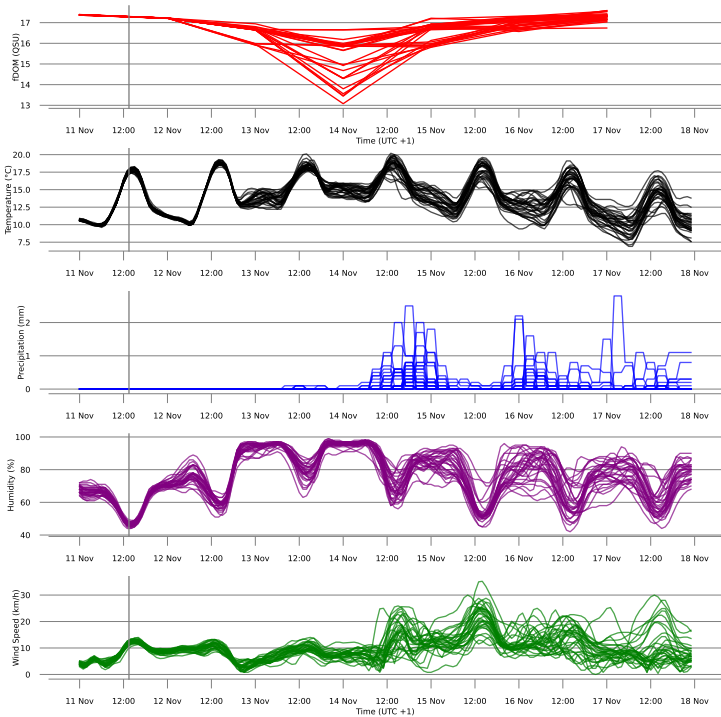 fDOM (QSU)
17
16
15
14
13
11 Nov 12:00 12 Nov 12:00 13 Nov 12:00 14 Nov 12:00 15 Nov 12:00 16 Nov 12:00 17 Nov 12:00 18 Nov
Time (UTC +1)
Temperature (°C)
20.0
17.5
15.0
12.5
10.0
7.5
11 Nov 12:00 12 Nov 12:00 13 Nov 12:00 14 Nov 12:00 15 Nov 12:00 16 Nov 12:00 17 Nov 12:00 18 Nov
Precipitation (mm)
2
1
0
11 Nov 12:00 12 Nov 12:00 13 Nov 12:00 14 Nov 12:00 15 Nov 12:00 16 Nov 12:00 17 Nov 12:00 18 Nov
Humidity (%)
100
80
60
40
11 Nov 12:00 12 Nov 12:00 13 Nov 12:00 14 Nov 12:00 15 Nov 12:00 16 Nov 12:00 17 Nov 12:00 18 Nov
Wind Speed (km/h)
30
20
10
0
11 Nov 12:00 12 Nov 12:00 13 Nov 12:00 14 Nov 12:00 15 Nov 12:00 16 Nov 12:00 17 Nov 12:00 18 Nov
Time (UTC +1)